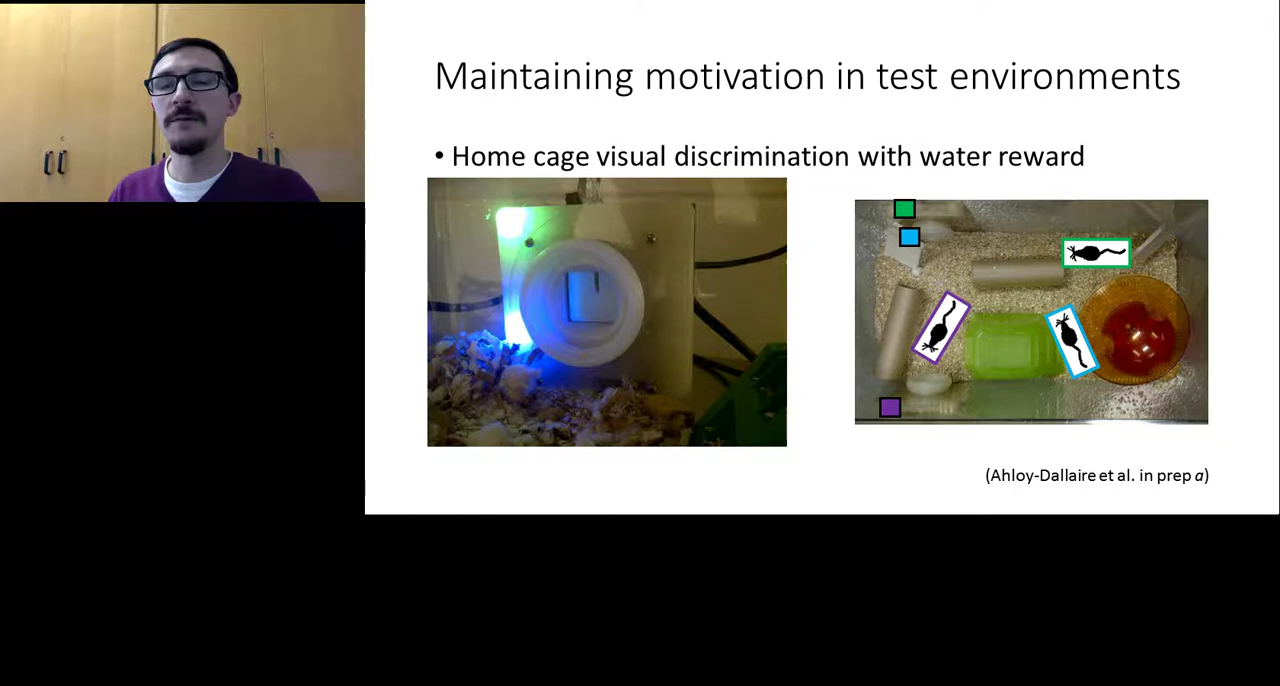 Maintaining motivation in test environments
• Home cage visual discrimination with water reward
(Ahloy-Dallaire et al. in prep a)